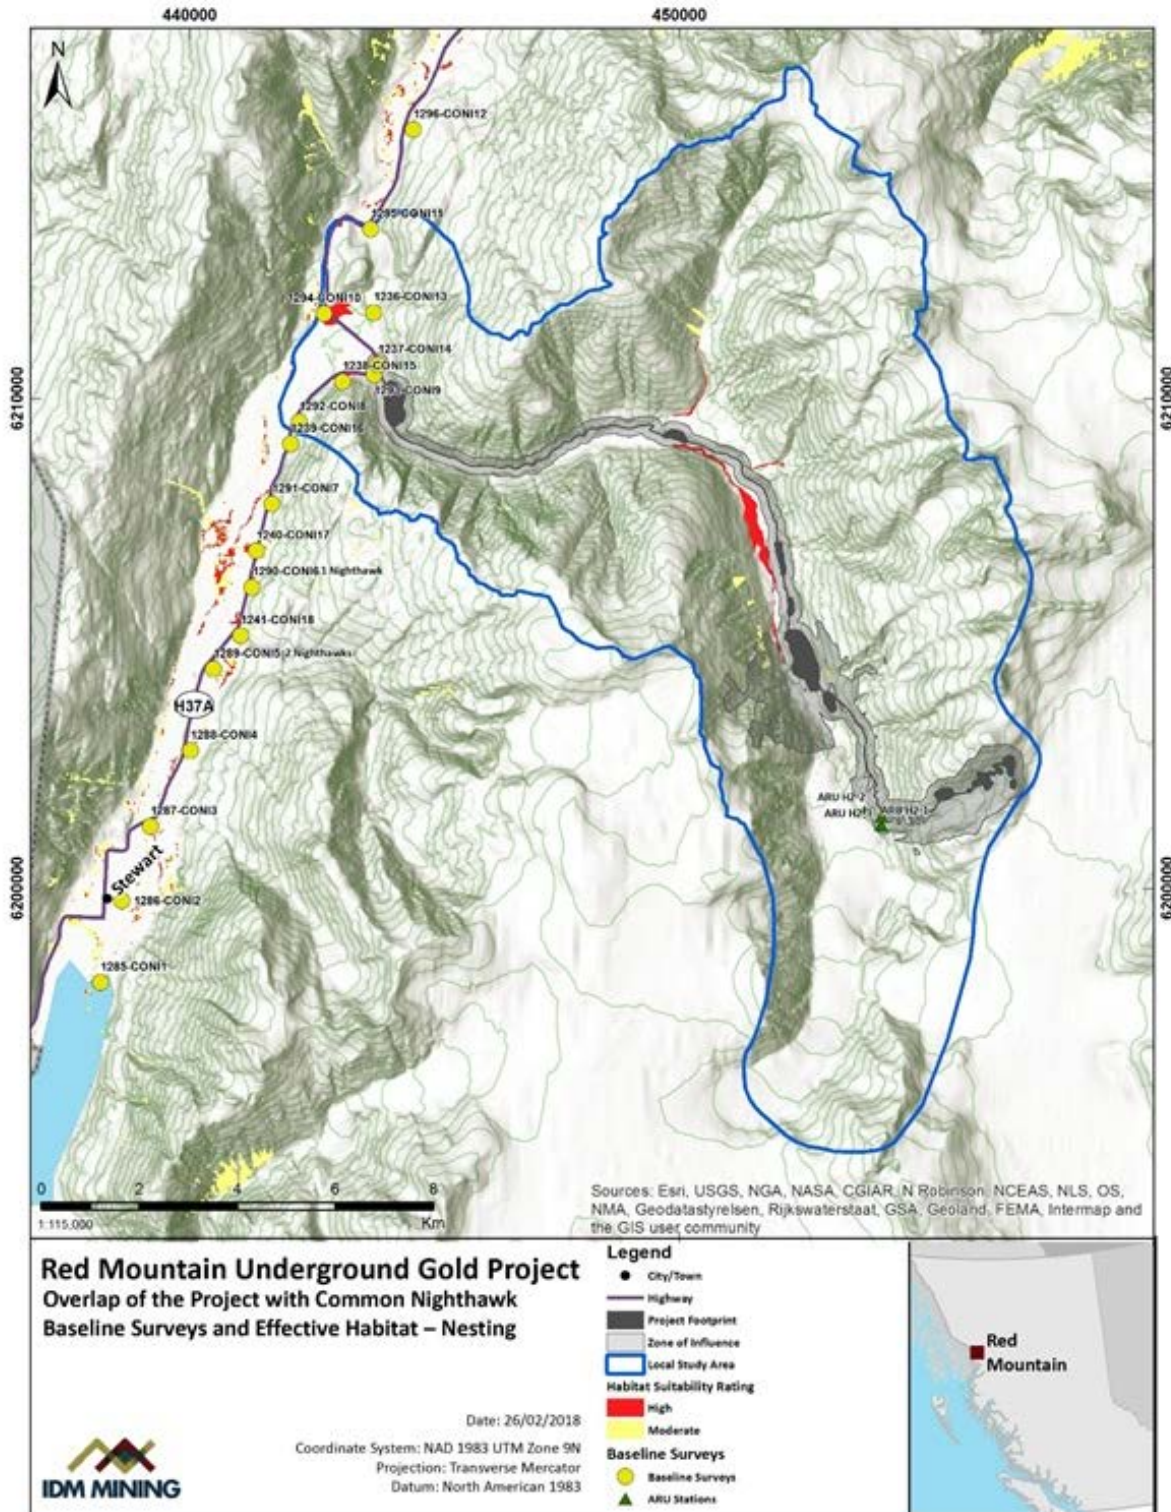 440000
450000
N
1296-CONI12
1295-CONI11
1294-CONI10
1236-CONI13
1237-CONI14
1238-CONI15
1293-CONI9
6210000
6210000
1292-CONI8
1239-CONI16
1291-CONI7
1240-CONI17
1290-CONI6 1 Nighthawk
1241-CONI18
1289-CONI5 2 Nighthawks
H37A
1288-CONI4
ARU H2-2
1287-CONI3
Stewart
6200000
6200000
1286-CONI2
1285-CONI1
0 2 4 6 8
1:115,000
Km
Sources: Esri, USGS, NGA, NASA, CGIAR, N Robinson, NCEAS, NLS, OS,
NMA, Geodatastyrelsen, Rijkswaterstaat, GSA, Geoland, FEMA, Intermap and
the GIS user community
Red Mountain Underground Gold Project
Overlap of the Project with Common Nighthawk
Baseline Surveys and Effective Habitat – Nesting
Date: 26/02/2018
Coordinate System: NAD 1983 UTM Zone 9N
Projection: Transverse Mercator
Datum: North American 1983
IDM MINING
Legend
City/Town
Highway
Project Footprint
Zone of Influence
Local Study Area
Habitat Suitability Rating
High
Moderate
Baseline Surveys
Baseline Surveys
ARU Stations
Red
Mountain